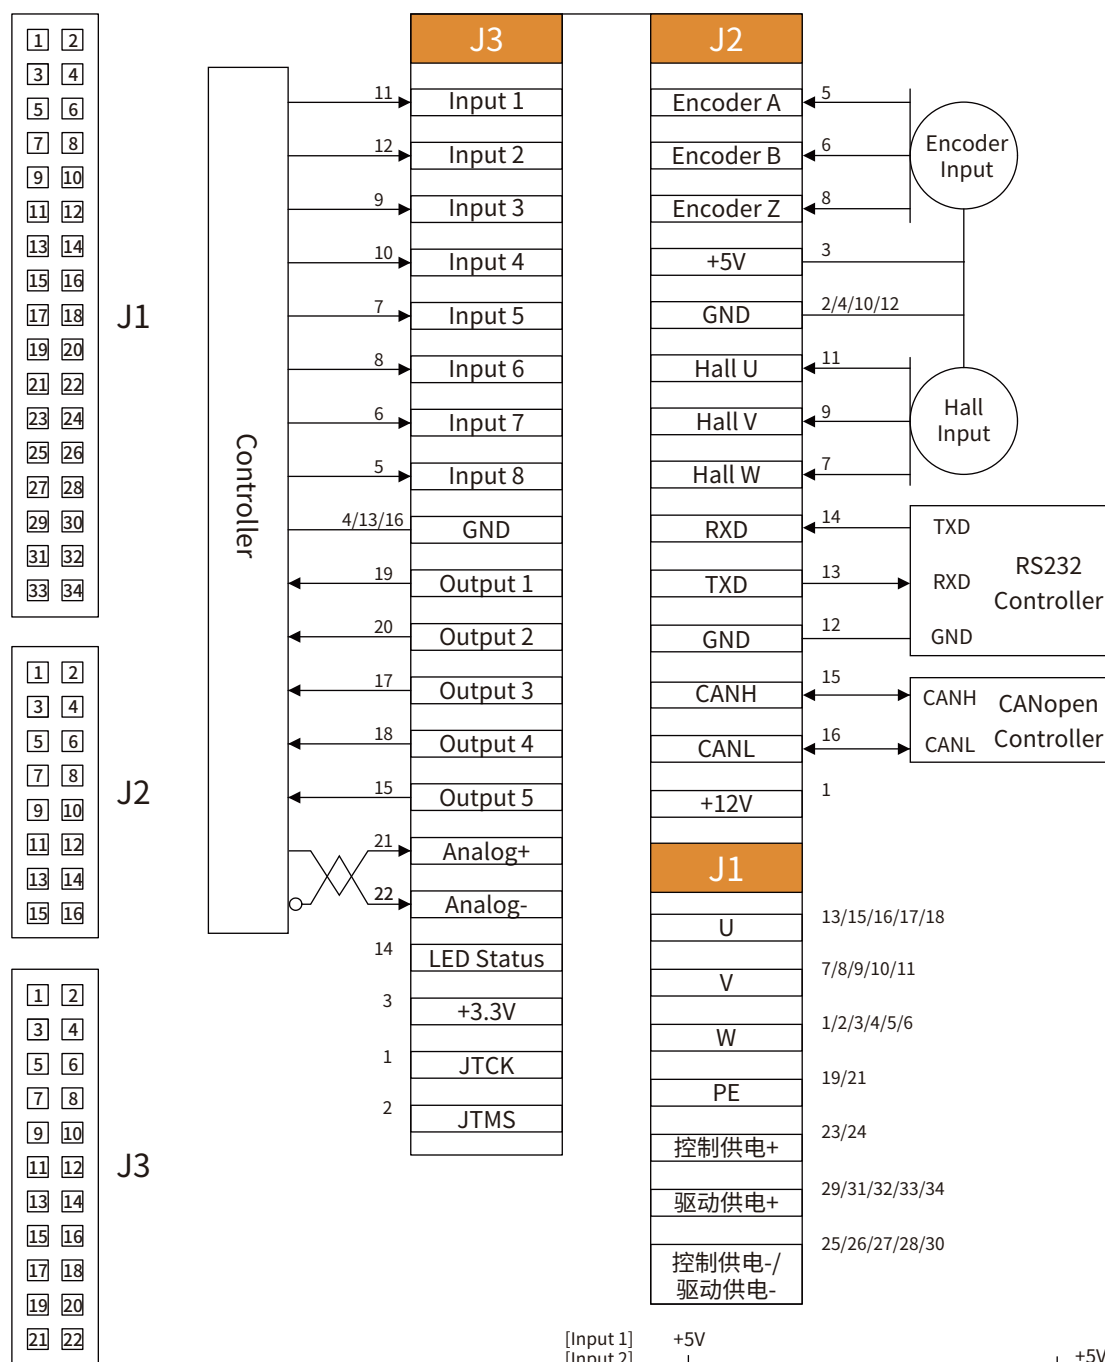 1 2
3 4
5 6
7 8
9 10
11 12
13 14
15 16
17 18
19 20
21 22
23 24
25 26
27 28
29 30
31 32
33 34
J1
1 2
3 4
5 6
7 8
9 10
11 12
13 14
15 16
J2
1 2
3 4
5 6
7 8
9 10
11 12
13 14
15 16
17 18
19 20
21 22
J3
Controller
J3
11 Input 1
12 Input 2
9 Input 3
10 Input 4
7 Input 5
8 Input 6
6 Input 7
5 Input 8
4/13/16 GND
19 Output 1
20 Output 2
17 Output 3
18 Output 4
15 Output 5
21 Analog+
22 Analog-
14 LED Status
3 +3.3V
1 JTCK
2 JTMS
J2
Encoder A 5
Encoder B 6
Encoder Z 8
+5V 3
GND 2/4/10/12
Hall U 11
Hall V 9
Hall W 7
RXD 14
TXD 13
GND 12
CANH 15
CANL 16
+12V 1
Encoder
Input
Hall
Input
TXD
RXD
GND
RS232
Controller
CANH
CANL
CANopen
Controller
J1
U 13/15/16/17/18
V 7/8/9/10/11
W 1/2/3/4/5/6
PE 19/21
控制供电+ 23/24
驱动供电+ 29/31/32/33/34
控制供电-/ 25/26/27/28/30
驱动供电-
[Input 1] +5V
[Input 2]
+5V